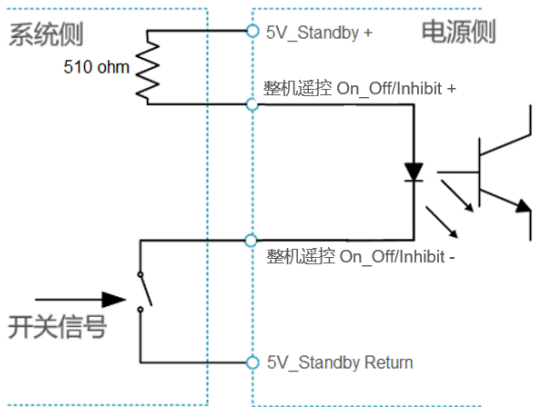 系统侧
5V_Standby +
电源侧
510 ohm
整机遥控 On_Off/Inhibit +
整机遥控 On_Off/Inhibit -
开关信号
5V_Standby Return